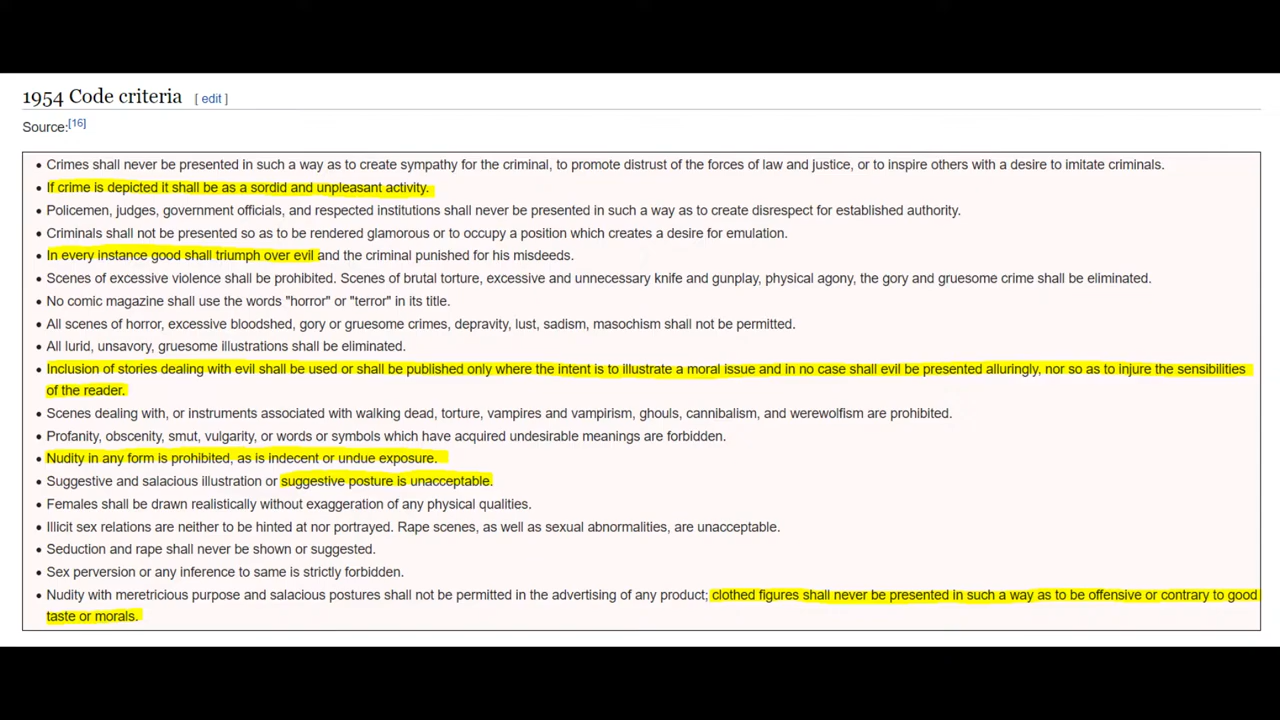 1954 Code criteria [ edit ]
Source:[16]
• Crimes shall never be presented in such a way as to create sympathy for the criminal, to promote distrust of the forces of law and justice, or to inspire others with a desire to imitate criminals.
• If crime is depicted it shall be as a sordid and unpleasant activity.
• Policemen, judges, government officials, and respected institutions shall never be presented in such a way as to create disrespect for established authority.
• Criminals shall not be presented so as to be rendered glamorous or to occupy a position which creates a desire for emulation.
• In every instance good shall triumph over evil and the criminal punished for his misdeeds.
• Scenes of excessive violence shall be prohibited. Scenes of brutal torture, excessive and unnecessary knife and gunplay, physical agony, the gory and gruesome crime shall be eliminated.
• No comic magazine shall use the words "horror" or "terror" in its title.
• All scenes of horror, excessive bloodshed, gory or gruesome crimes, depravity, lust, sadism, masochism shall not be permitted.
• All lurid, unsavory, gruesome illustrations shall be eliminated.
• Inclusion of stories dealing with evil shall be used or shall be published only where the intent is to illustrate a moral issue and in no case shall evil be presented alluringly, nor so as to injure the sensibilities
of the reader.
• Scenes dealing with, or instruments associated with walking dead, torture, vampires and vampirism, ghouls, cannibalism, and werewolfism are prohibited.
• Profanity, obscenity, smut, vulgarity, or words or symbols which have acquired undesirable meanings are forbidden.
• Nudity in any form is prohibited, as is indecent or undue exposure.
• Suggestive and salacious illustration or suggestive posture is unacceptable.
• Females shall be drawn realistically without exaggeration of any physical qualities.
• Illicit sex relations are neither to be hinted at nor portrayed. Rape scenes, as well as sexual abnormalities, are unacceptable.
• Seduction and rape shall never be shown or suggested.
• Sex perversion or any inference to same is strictly forbidden.
• Nudity with meretricious purpose and salacious postures shall not be permitted in the advertising of any product; clothed figures shall never be presented in such a way as to be offensive or contrary to good
taste or morals.